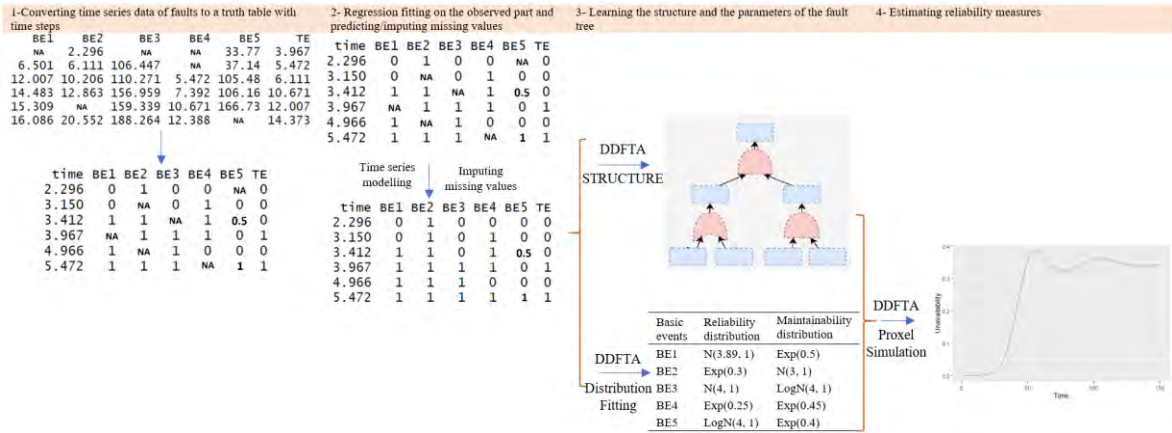 1-Converting time series data of faults to a truth table with
time steps
BE1 BE2 BE3 BE4 BE5 TE
NA 2.296 NA NA 33.77 3.967
6.501 6.111 106.447 NA 37.14 5.472
12.007 10.206 110.271 5.472 105.48 6.111
14.483 12.863 156.959 7.392 106.16 10.671
15.309 NA 159.339 10.671 166.73 12.007
16.086 20.552 188.264 12.388 NA 14.373
time BE1 BE2 BE3 BE4 BE5 TE
2.296 0 1 0 0 NA 0
3.150 0 NA 0 1 0 0
3.412 1 1 NA 1 0.5 0
3.967 NA 1 1 1 0 1
4.966 1 NA 1 0 0 0
5.472 1 1 1 NA 1 1
2- Regression fitting on the observed part and
predicting/imputing missing values
time BE1 BE2 BE3 BE4 BE5 TE
2.296 0 1 0 0 NA 0
3.150 0 NA 0 1 0 0
3.412 1 1 NA 1 0.5 0
3.967 NA 1 1 1 0 1
4.966 1 NA 1 0 0 0
5.472 1 1 1 NA 1 1
Time series
modelling
Imputing
missing values
time BE1 BE2 BE3 BE4 BE5 TE
2.296 0 1 0 0 0 0
3.150 0 1 0 1 0 0
3.412 1 1 0 1 0.5 0
3.967 1 1 1 1 0 1
4.966 1 1 1 0 0 0
5.472 1 1 1 1 1 1
3- Learning the structure and the parameters of the fault
tree
DDFTA
STRUCTURE
DDFTA
Distribution
Fitting
Basic events Reliability distribution Maintainability distribution
BE1 N(3.89, 1) Exp(0.5)
BE2 Exp(0.3) N(3, 1)
BE3 N(4, 1) LogN(4, 1)
BE4 Exp(0.25) Exp(0.45)
BE5 LogN(4, 1) Exp(0.4)
4- Estimating reliability measures
DDFTA
Proxel
Simulation
Unavailability
0.4
0.3
0.2
0.1
0.0
0 50 100 150
Time